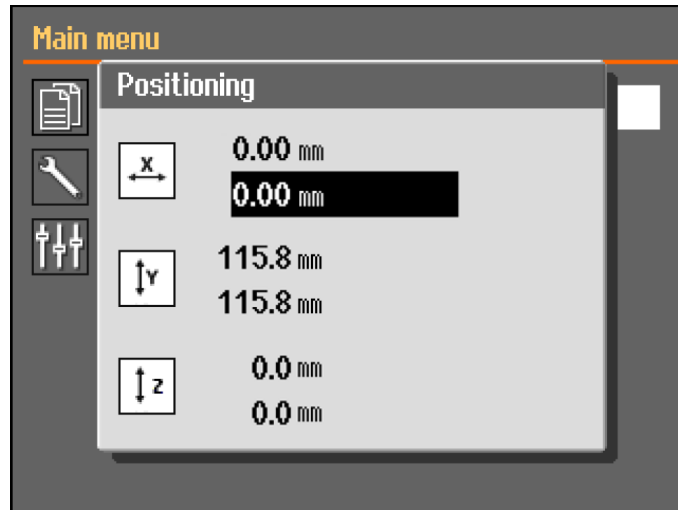 Main menu
Positioning
X
0.00 mm
0.00 mm
Y
115.8 mm
115.8 mm
Z
0.0 mm
0.0 mm